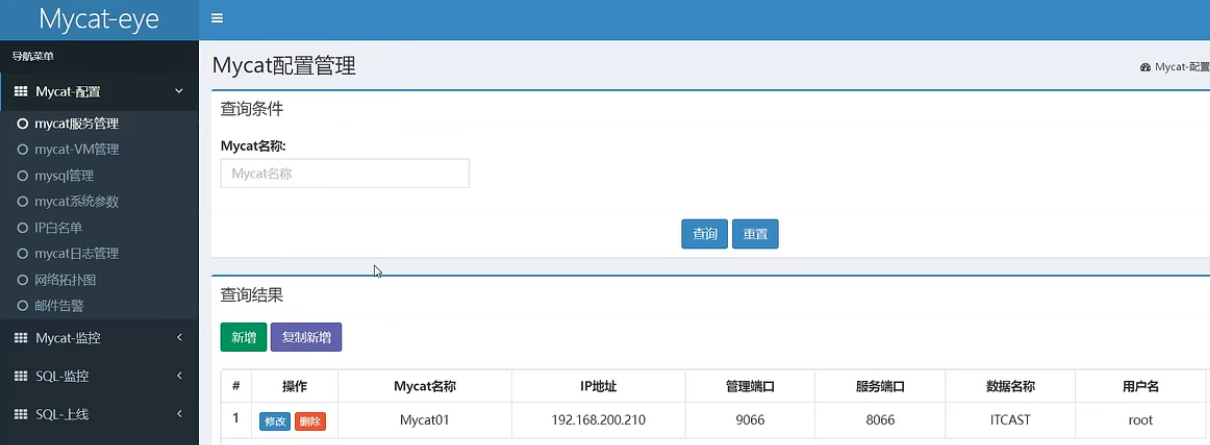 Mycat-eye
导航菜单
Mycat配置管理
Mycat-配置
Mycat-配置
查询条件
mycat服务管理
Mycat名称:
mycat-VM管理
Mycat名称
mysql管理
mycat系统参数
IP白名单
查询 重置
mycat日志管理
网络拓扑图
查询结果
邮件告警
Mycat-监控
新增 复制新增
SQL-监控
# 操作 Mycat名称 IP地址 管理端口 服务端口 数据名称 用户名
SQL-上线
1 修改 删除 Mycat01 192.168.200.210 9066 8066 ITCAST root